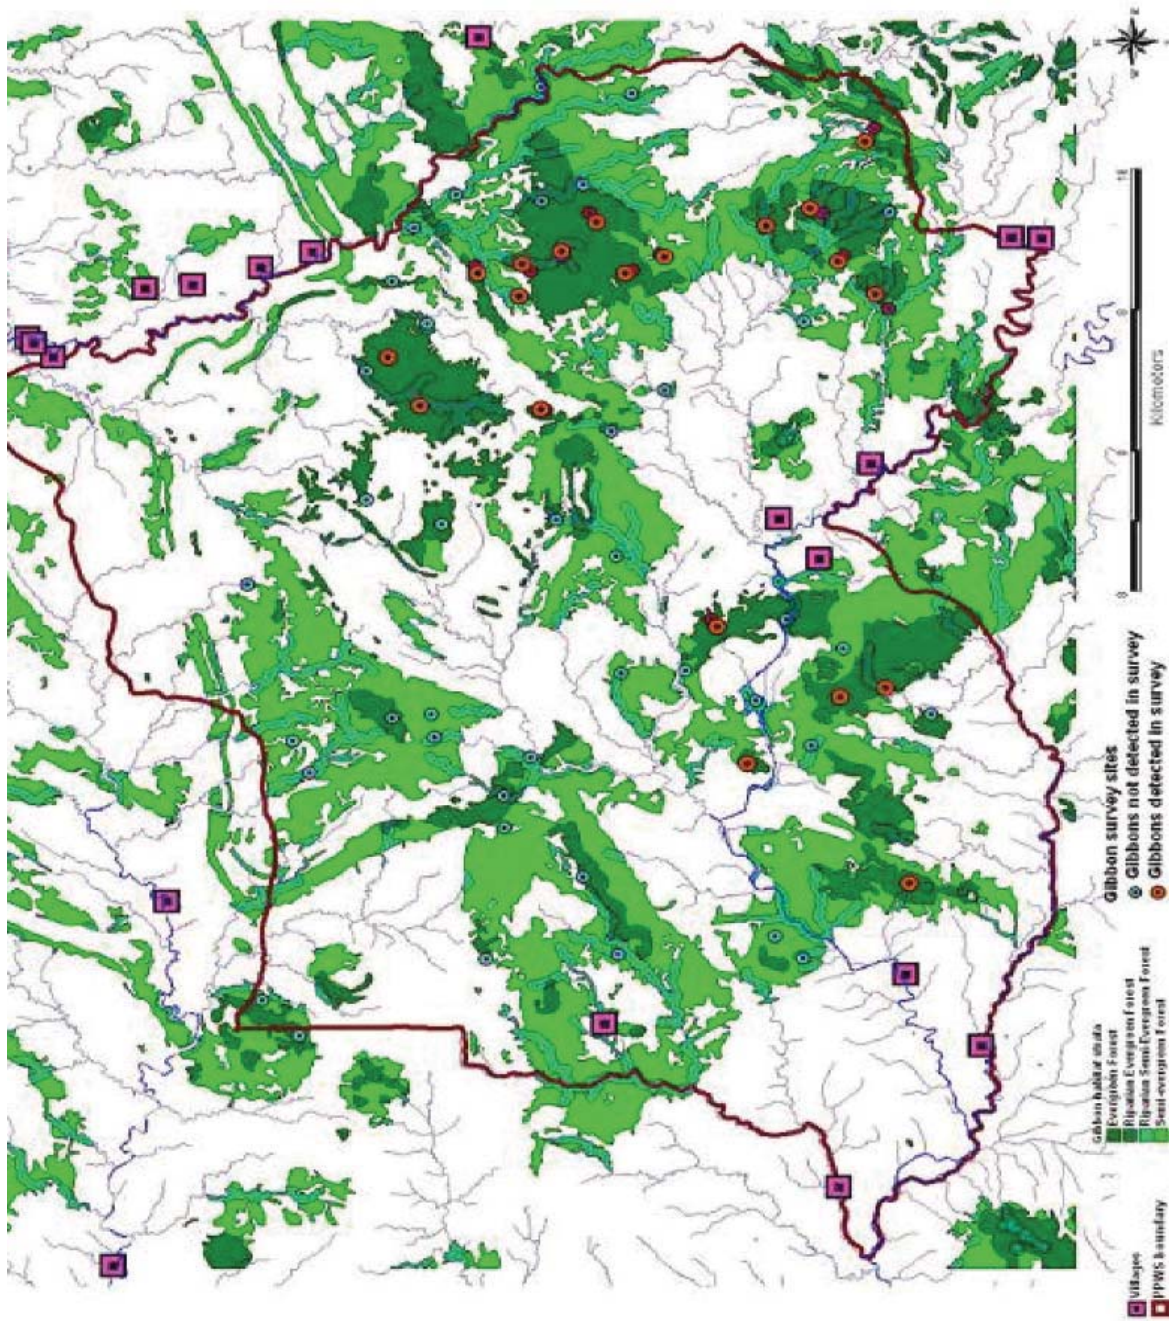 Villages
PPWS boundary
Gibbon habitat strata
Evergreen Forest
Riparian Evergreen Forest
Riparian Semi-Evergreen Forest
Semi-evergreen Forest
Gibbon survey sites
Gibbons not detected in survey
Gibbons detected in survey
Kilometers